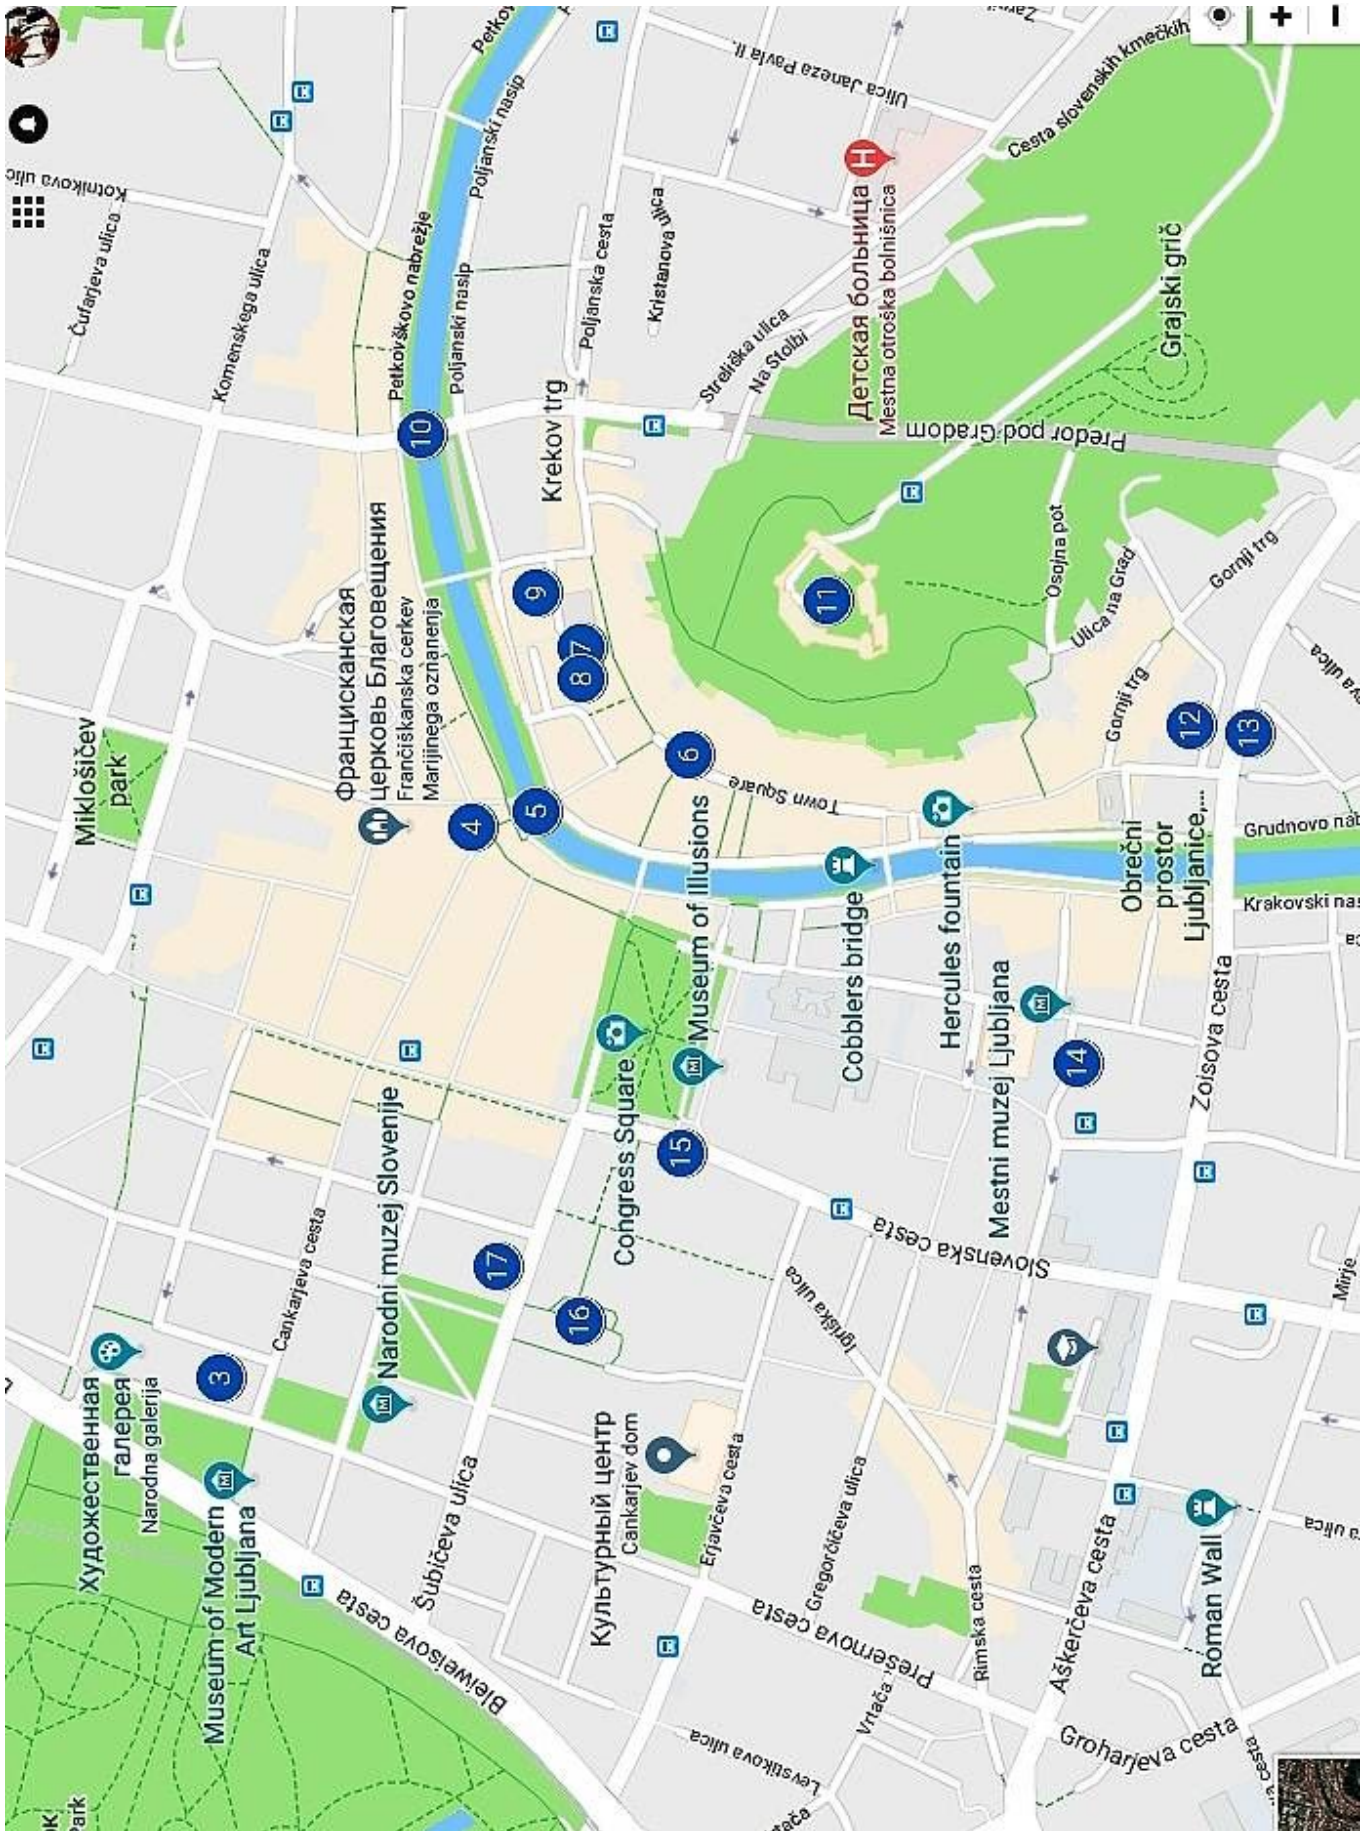 Park
Художественная
галерея
Narodna galerija
Museum of Modern
Art Ljubljana
3
Miklošičev
park
Čufarjeva ulica
Komenskega ulica
Cankarjeva cesta
Narodni muzej Slovenije
Францисканская
церковь Благовещения
Frančiškanska cerkev
Marijinega oznanenja
Petkovškovo nabrežje
Bleiweisova cesta
Šubičeva ulica
17
4
5
10
Poljanski nasip
Poljanski nasip
16
9
7
8
Krekov trg
Poljanska cesta
Культурный центр
Cankarjev dom
Congress Square
Kristanova ulica
15
6
Museum of Illusions
Town Square
Erjavčeva cesta
Levstikova ulica
Igriška ulica
Prešernova cesta
Gregorčičeva ulica
Streliška ulica
Na Stolbi
11
Детская больница
Mestna otroška bolnišnica
Ulica Janeza Pavla II.
Vrtača
Cobblers bridge
Hercules fountain
Slovenska cesta
Rimska cesta
Mestni muzej Ljubljana
14
Predor pod Gradom
Osojna pot
Ulica na Grad
Cesta slovenskih kmečkih
Grajski grič
Aškerčeva cesta
Groharjeva cesta
Gornji trg
Gornji trg
Obrečni
prostor
Ljubljanice,...
12
13
Zoisova cesta
Roman Wall
Grudnovo nab
Krakovski nas
Mirje